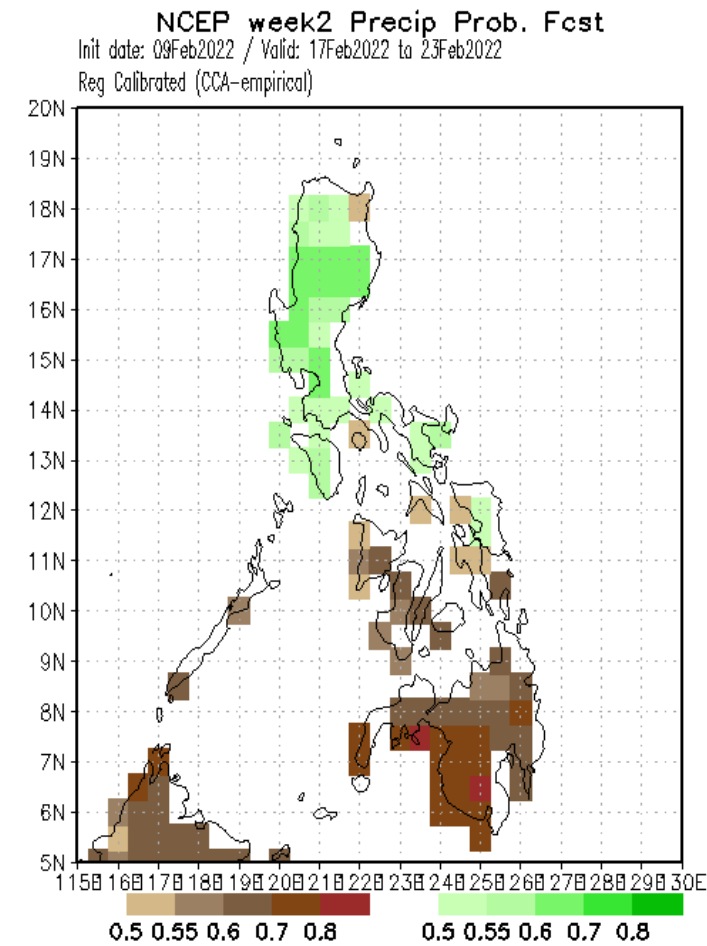 NCEP week2 Precip Prob. Fcst
Init date: 09Feb2022 / Valid: 17Feb2022 to 23Feb2022
Reg Calibrated (CCA-empirical)
20N
19N
18N
17N
16N
15N
14N
13N
12N
11N
10N
9N
8N
7N
6N
5N
115E 116E 117E 118E 119E 120E 121E 122E 123E 124E 125E 126E 127E 128E 129E 130E
0.5 0.55 0.6 0.7 0.8 0.5 0.55 0.6 0.7 0.8